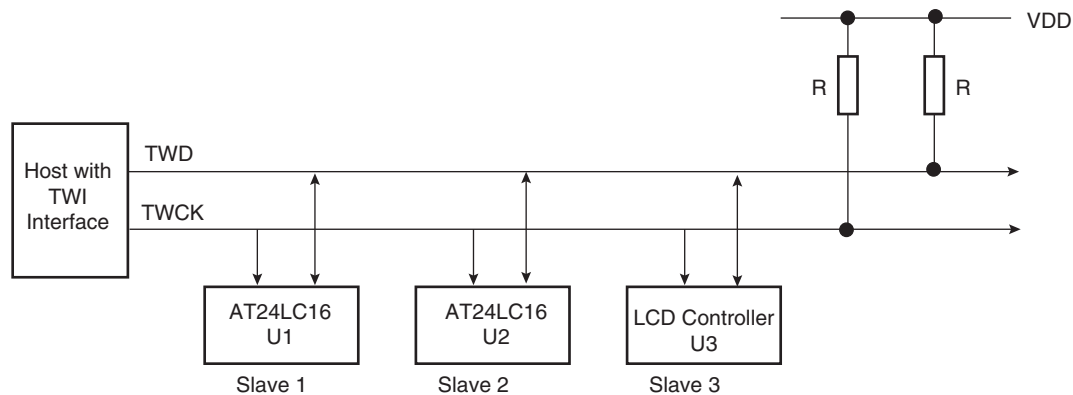 VDD
R
R
Host with
TWI
Interface
TWD
TWCK
AT24LC16
U1
AT24LC16
U2
LCD Controller
U3
Slave 1
Slave 2
Slave 3